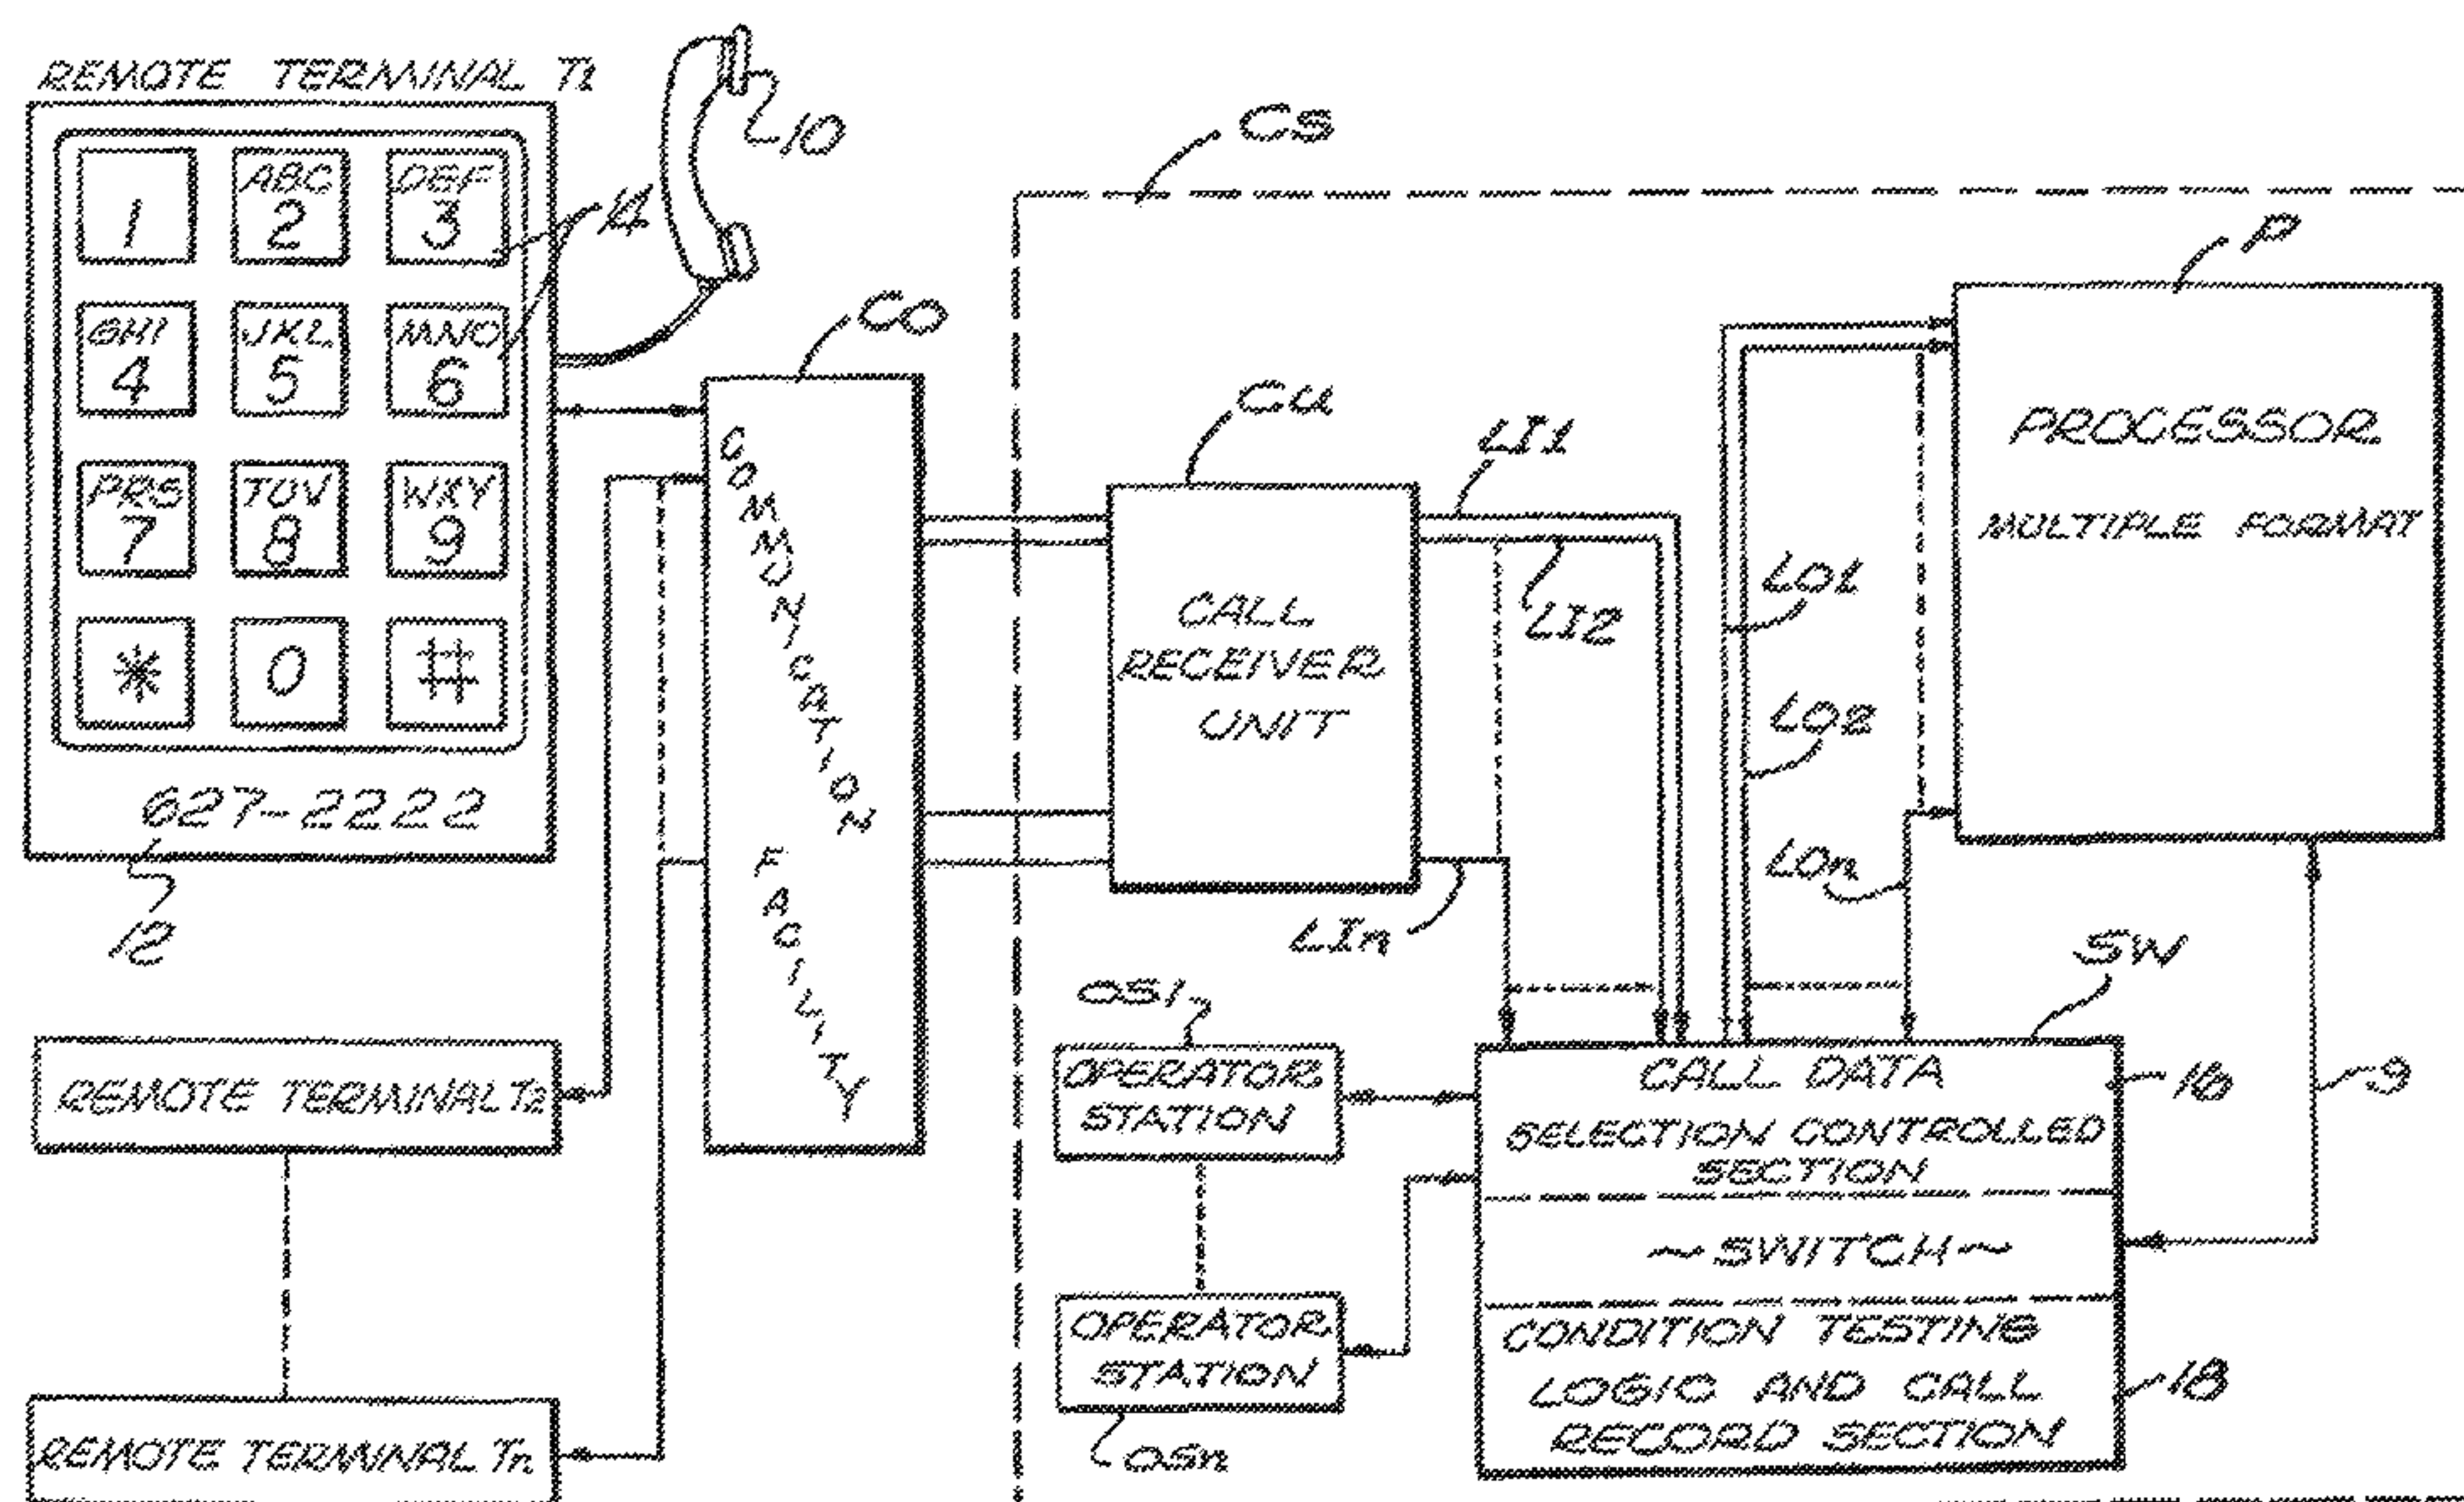 REMOTE TERMINAL T1
10
CS
1
ABC
2
DEF
3
14
P
GHI
4
JKL
5
MNO
6
CO
CU
LI1
PROCESSOR
MULTIPLE FORMAT
PRS
7
TUV
8
WXY
9
COMMUNICATION FACILITY
CALL
RECEIVER
UNIT
LI2
LO1
LO2
*
0
#
627-2222
12
LOn
LIn
SW
OS1
OPERATOR
STATION
CALL DATA
SELECTION CONTROLLED
SECTION
16
9
REMOTE TERMINAL T2
~SWITCH~
OPERATOR
STATION
OSn
CONDITION TESTING
LOGIC AND CALL
RECORD SECTION
18
REMOTE TERMINAL Tn